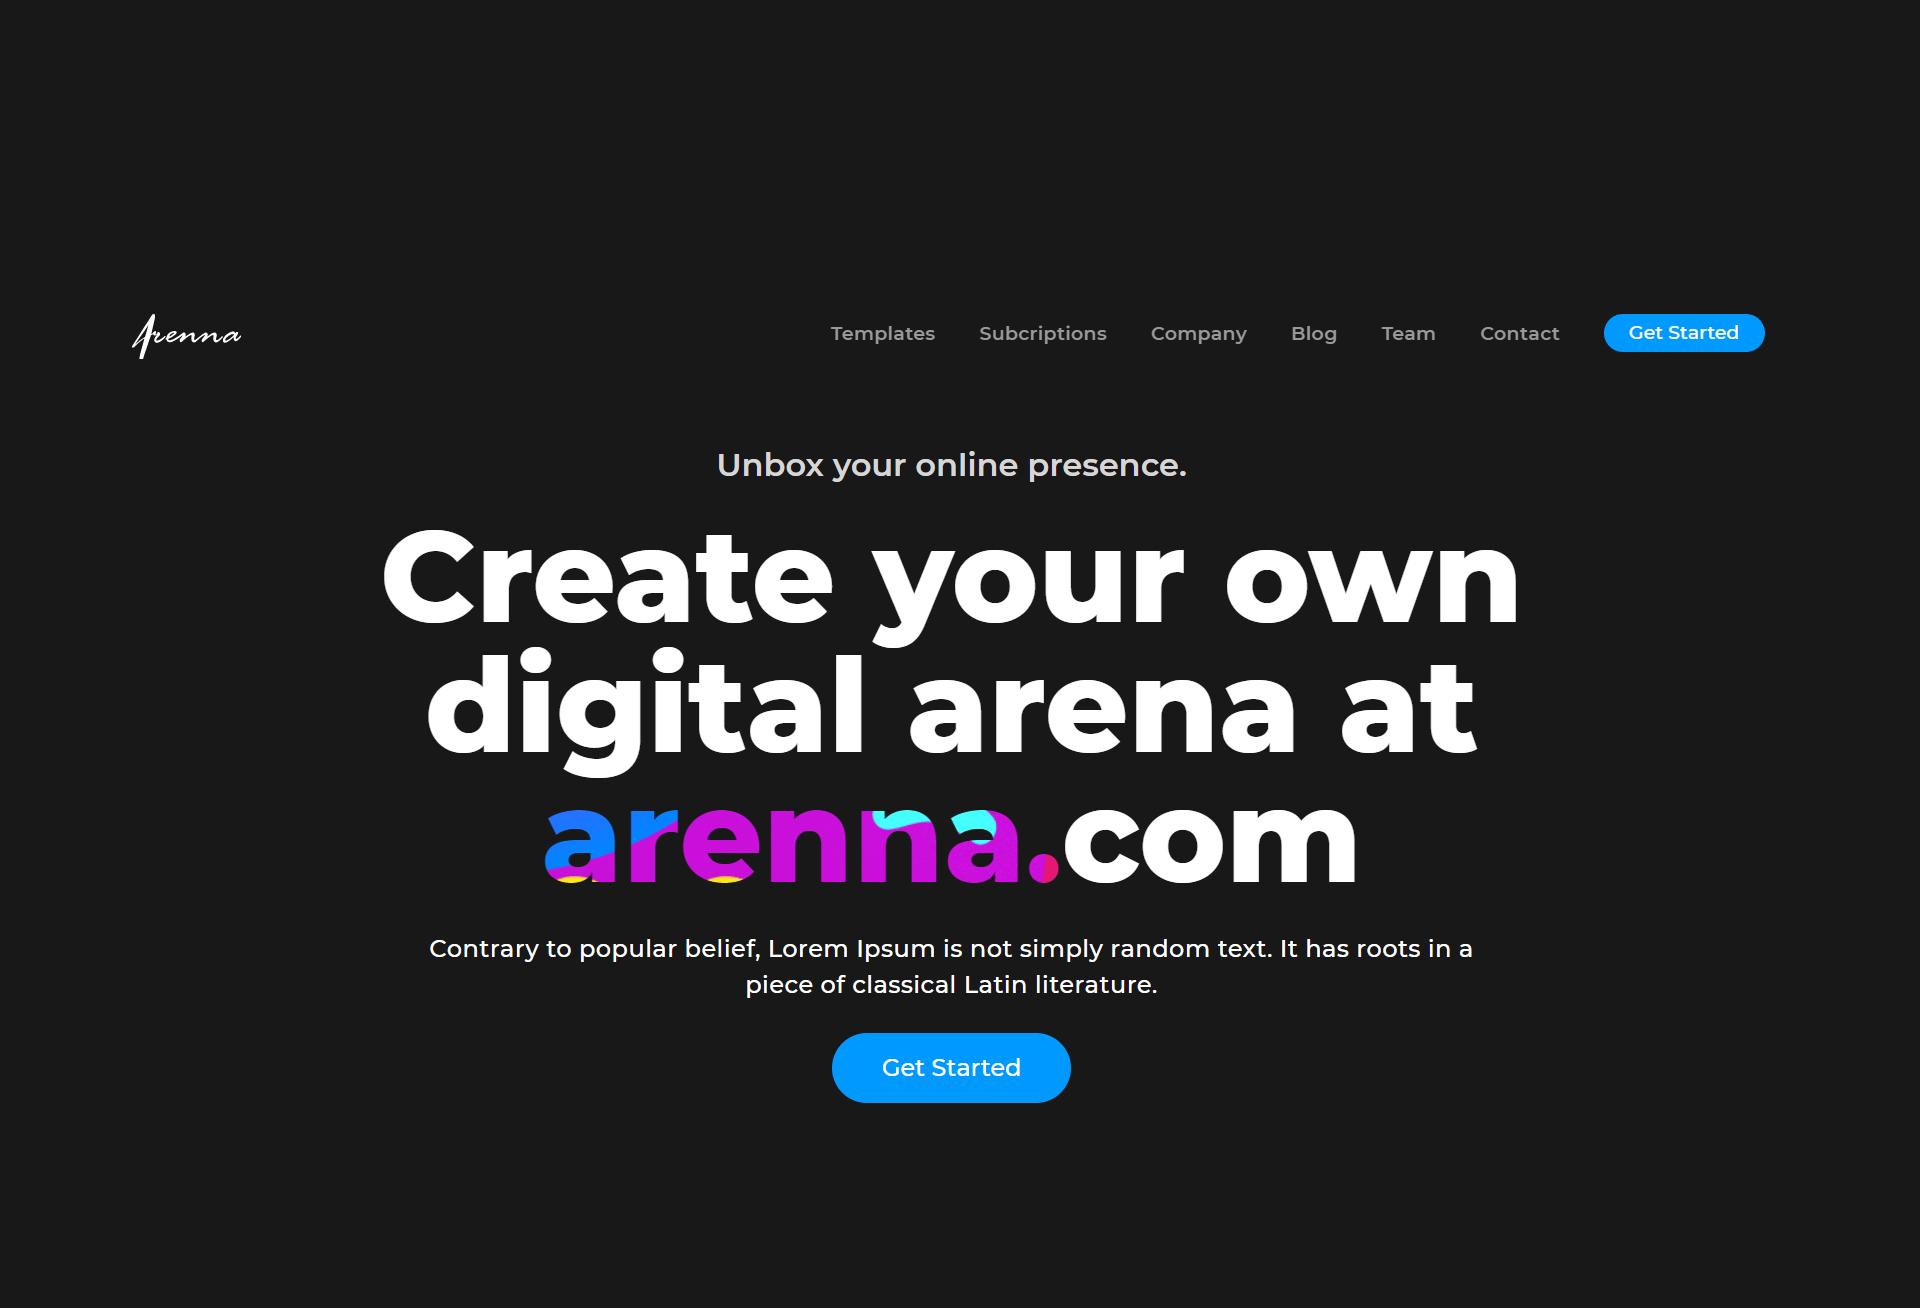 Arenna
Templates Subcriptions Company Blog Team Contact Get Started
Unbox your online presence.
Create your own
digital arena at
arenna.com
Contrary to popular belief, Lorem Ipsum is not simply random text. It has roots in a
piece of classical Latin literature.
Get Started